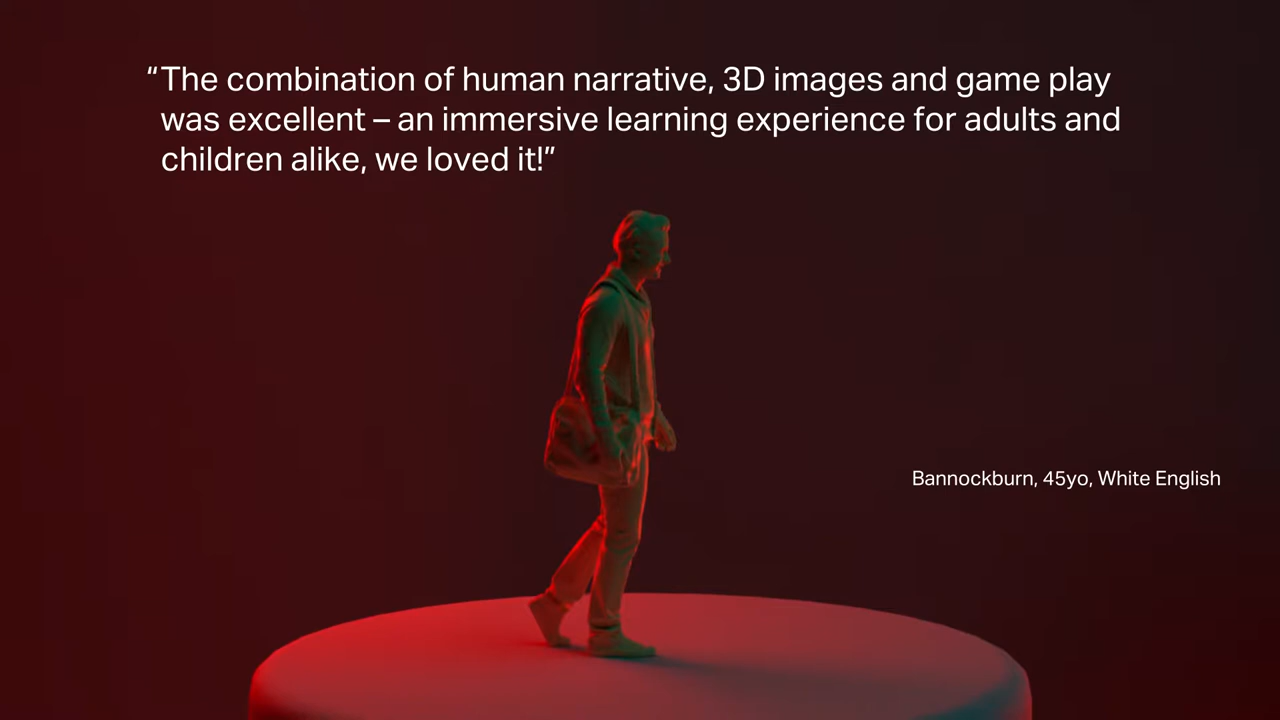 “The combination of human narrative, 3D images and game play
was excellent – an immersive learning experience for adults and
children alike, we loved it!”
Bannockburn, 45yo, White English